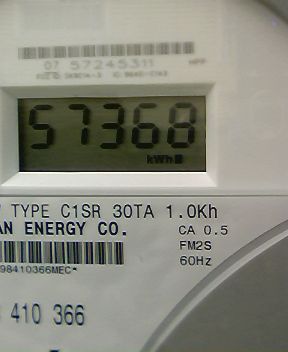 07 57245311
57368
kWh
TYPE C1SR 30TA 1.0Kh
AN ENERGY CO.
CA 0.5
FM2S
60Hz
98410366MEC*
410 366